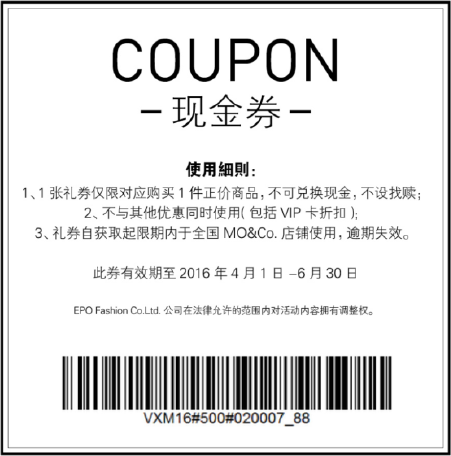 COUPON
–现金券–
使用細则:
1、1 张礼券仅限对应购买 1 件正价商品，不可兑换现金，不设找赎;
2、不与其他优惠同时使用( 包括 VIP 卡折扣 );
3、礼券自获取起限期内于全国 MO&Co. 店铺使用，逾期失效。
此券有效期至 2016 年 4 月 1 日 –6 月 30 日
EPO Fashion Co.Ltd. 公司在法律允许的范围内对活动内容拥有调整权。
VXM16#500#020007_88